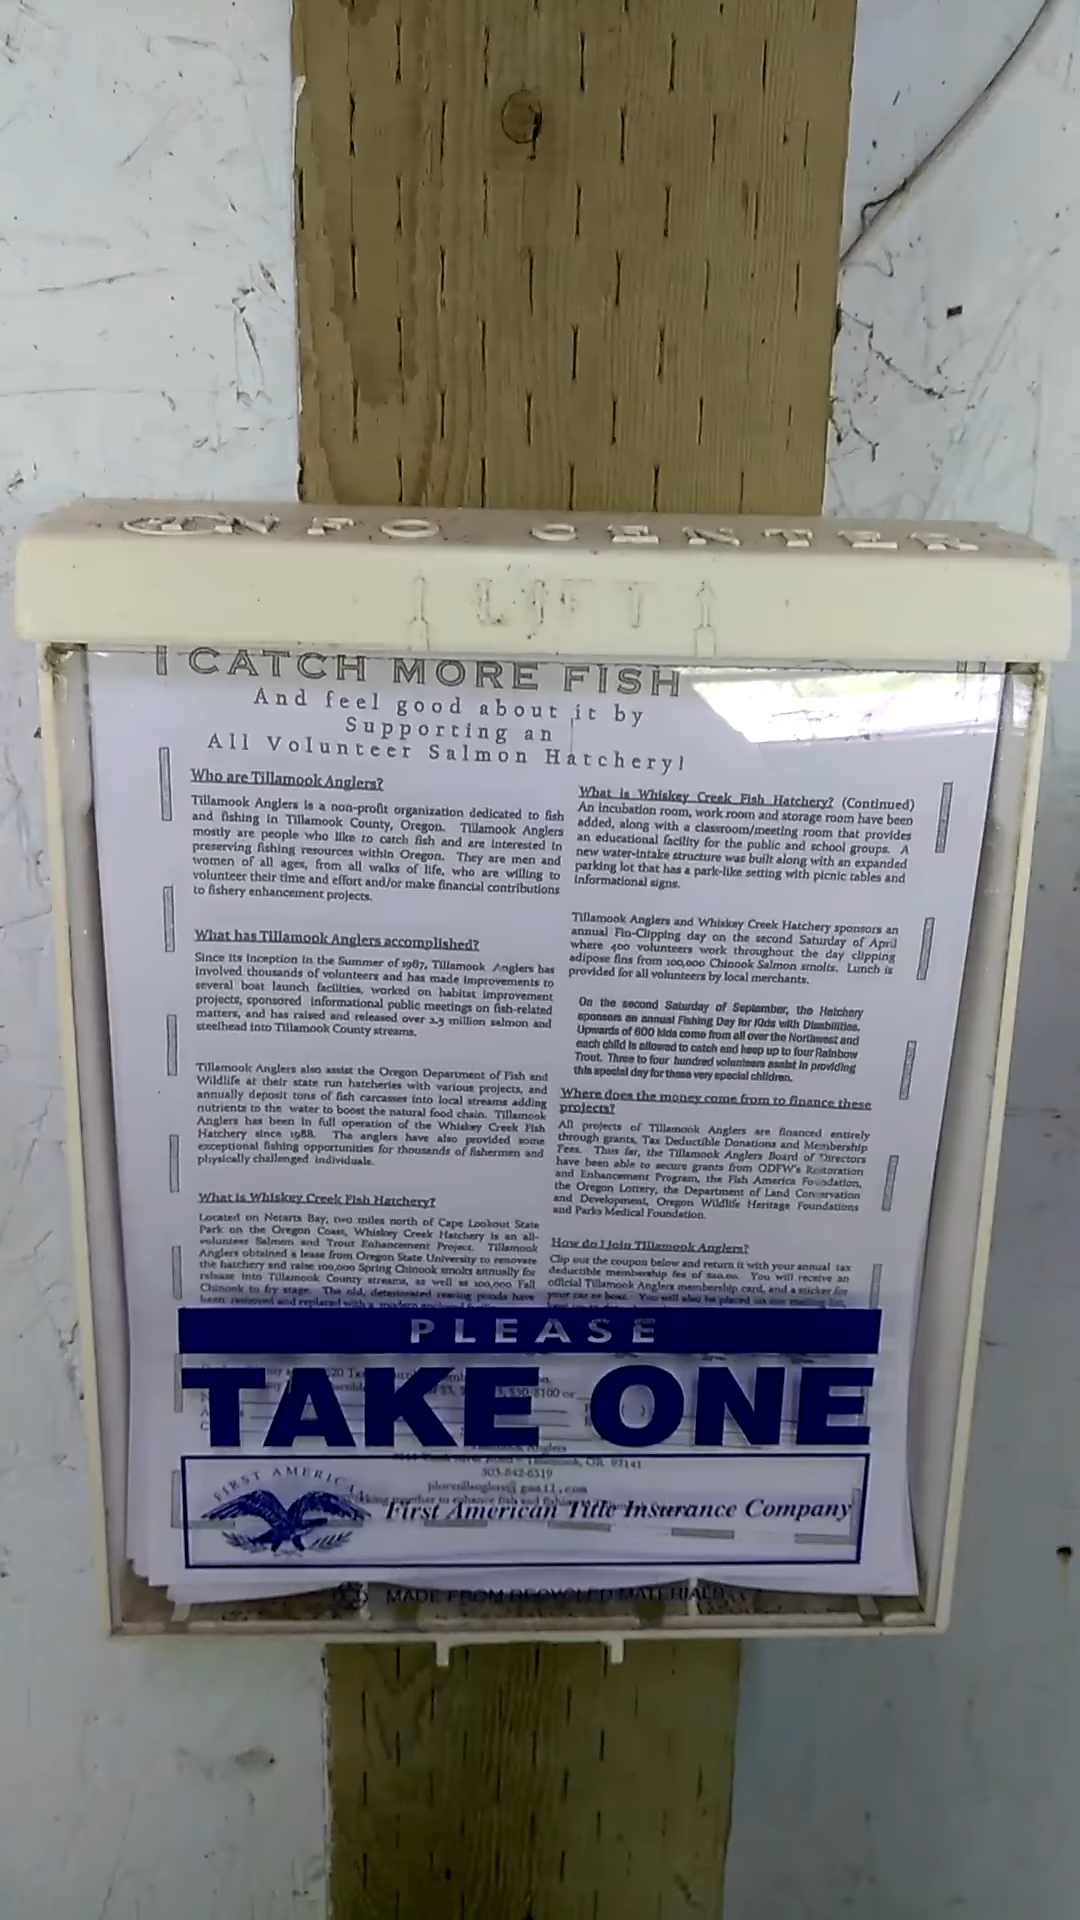 INFO CENTER
LIFT
CATCH MORE FISH
And feel good about it by
Supporting an
All Volunteer Salmon Hatchery!
Who are Tillamook Anglers?
Tillamook Anglers is a non-profit organization dedicated to fish
and fishing in Tillamook County, Oregon. Tillamook Anglers
mostly are people who like to catch fish and are interested in
preserving fishing resources within Oregon. They are men and
women of all ages, from all walks of life, who are willing to
volunteer their time and effort and/or make financial contributions
to fishery enhancement projects.
What has Tillamook Anglers accomplished?
Since its inception in the Summer of 1987, Tillamook Anglers has
involved thousands of volunteers and has made improvements to
several boat launch facilities, worked on habitat improvement
projects, sponsored informational public meetings on fish-related
matters, and has raised and released over 2.5 million salmon and
steelhead into Tillamook County streams.
Tillamook Anglers also assist the Oregon Department of Fish and
Wildlife at their state run hatcheries with various projects, and
annually deposit tons of fish carcasses into local streams adding
nutrients to the water to boost the natural food chain. Tillamook
Anglers has been in full operation of the Whiskey Creek Fish
Hatchery since 1988. The anglers have also provided some
exceptional fishing opportunities for thousands of fishermen and
physically challenged individuals.
What is Whiskey Creek Fish Hatchery?
Located on Netarts Bay, two miles north of Cape Lookout State
Park on the Oregon Coast, Whiskey Creek Hatchery is an all-
volunteer Salmon and Trout Enhancement Project. Tillamook
Anglers obtained a lease from Oregon State University to renovate
the hatchery and raise 100,000 Spring Chinook smolts annually for
release into Tillamook County streams, as well as 100,000 Fall
Chinook to fry stage. The old, deteriorated rearing ponds have
been removed and replaced with a modern
What is Whiskey Creek Fish Hatchery? (Continued)
An incubation room, work room and storage room have been
added, along with a classroom/meeting room that provides
an educational facility for the public and school groups. A
new water-intake structure was built along with an expanded
parking lot that has a park-like setting with picnic tables and
informational signs.
Tillamook Anglers and Whiskey Creek Hatchery sponsors an
annual Fin-Clipping day on the second Saturday of April
where 400 volunteers work throughout the day clipping
adipose fins from 100,000 Chinook Salmon smolts. Lunch is
provided for all volunteers by local merchants.
On the second Saturday of September, the Hatchery
sponsors an annual Fishing Day for Kids with Disabilities.
Upwards of 600 kids come from all over the Northwest and
each child is allowed to catch and keep up to four Rainbow
Trout. Three to four hundred volunteers assist in providing
this special day for these very special children.
Where does the money come from to finance these
projects?
All projects of Tillamook Anglers are financed entirely
through grants, Tax Deductible Donations and Membership
Fees. Thus far, the Tillamook Anglers Board of Directors
have been able to secure grants from ODFW's Restoration
and Enhancement Program, the Fish America Foundation,
the Oregon Lottery, the Department of Land Conservation
and Development, Oregon Wildlife Heritage Foundations
and Parks Medical Foundation.
How do I join Tillamook Anglers?
Clip out the coupon below and return it with your annual tax
deductible membership fee of $20.00. You will receive an
official Tillamook Anglers membership card, and a sticker for
your car or boat. You will also be placed on our mailing list,
PLEASE
TAKE ONE
OR 97141
503-842-6519
FIRST AMERICAN
First American Title Insurance Company
MADE FROM RECYCLED MATERIALS